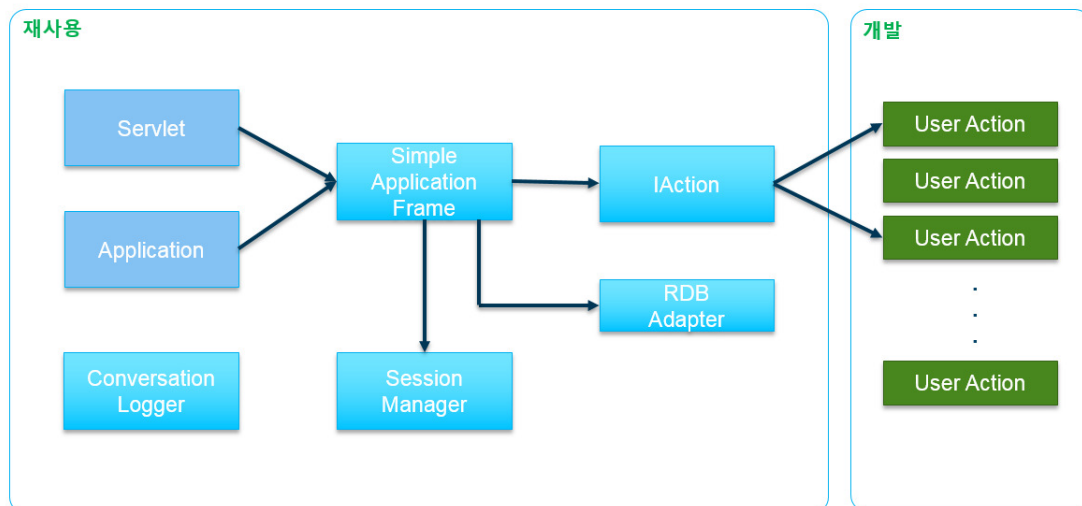 재사용
개발
Servlet
User Action
Simple
Application
Frame
IAction
User Action
User Action
Application
RDB
Adapter
.
.
.
Conversation
Logger
Session
Manager
User Action